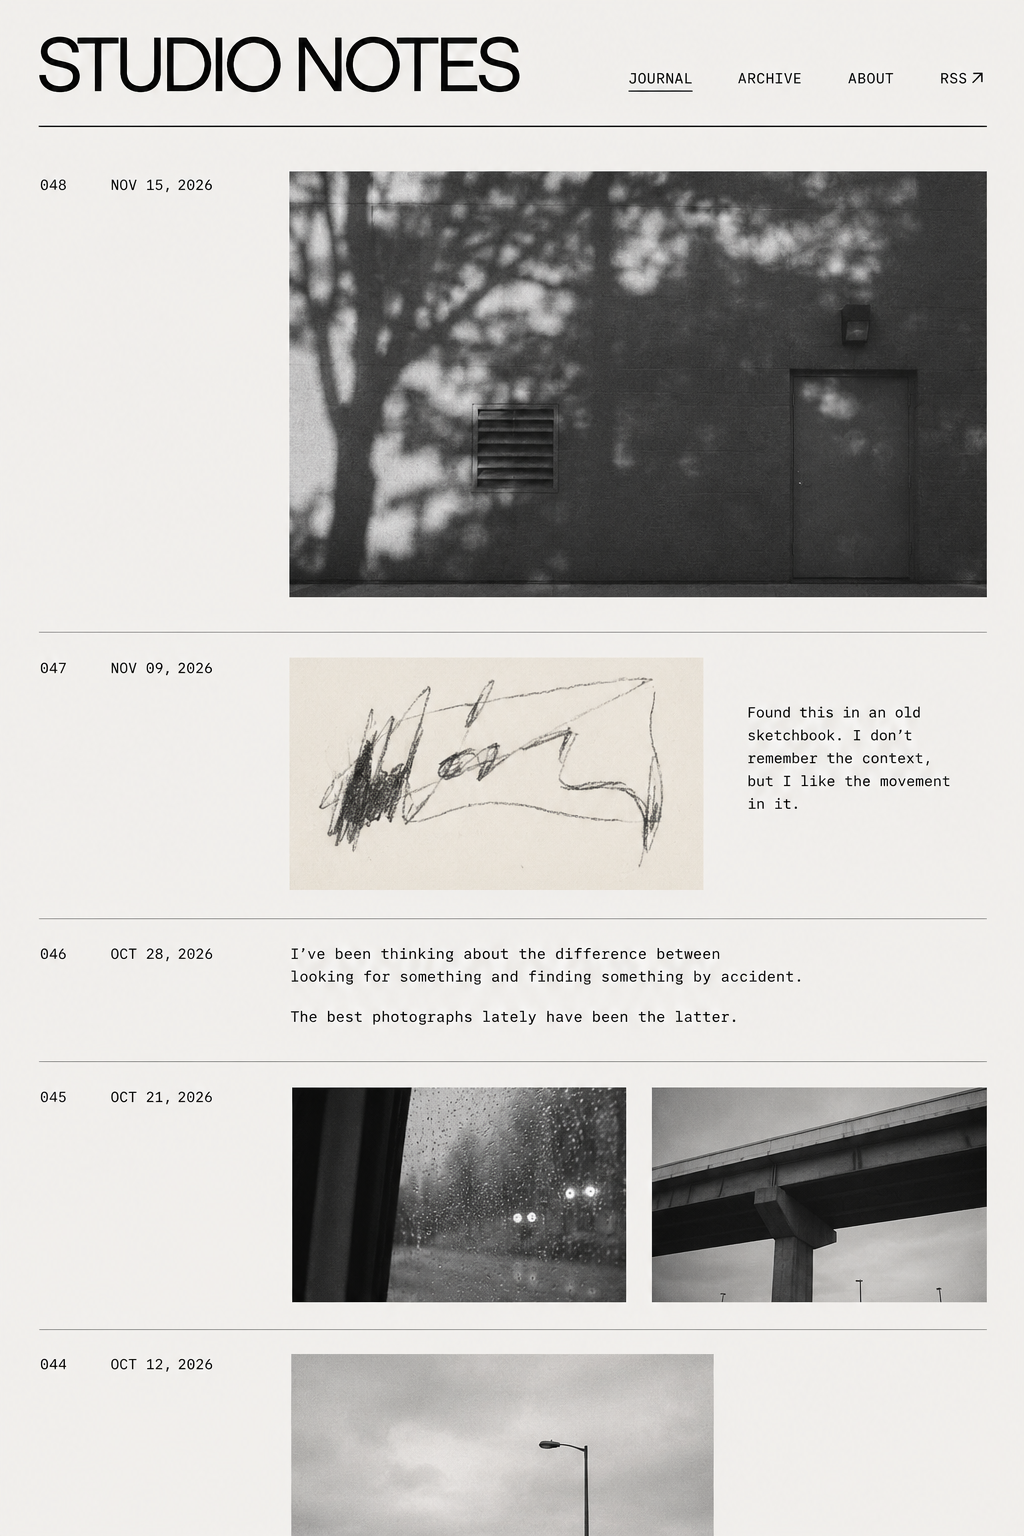 STUDIO NOTES
JOURNAL ARCHIVE ABOUT RSS↗
048 NOV 15, 2026
047 NOV 09, 2026
Found this in an old
sketchbook. I don’t
remember the context,
but I like the movement
in it.
046 OCT 28, 2026
I’ve been thinking about the difference between
looking for something and finding something by accident.
The best photographs lately have been the latter.
045 OCT 21, 2026
044 OCT 12, 2026